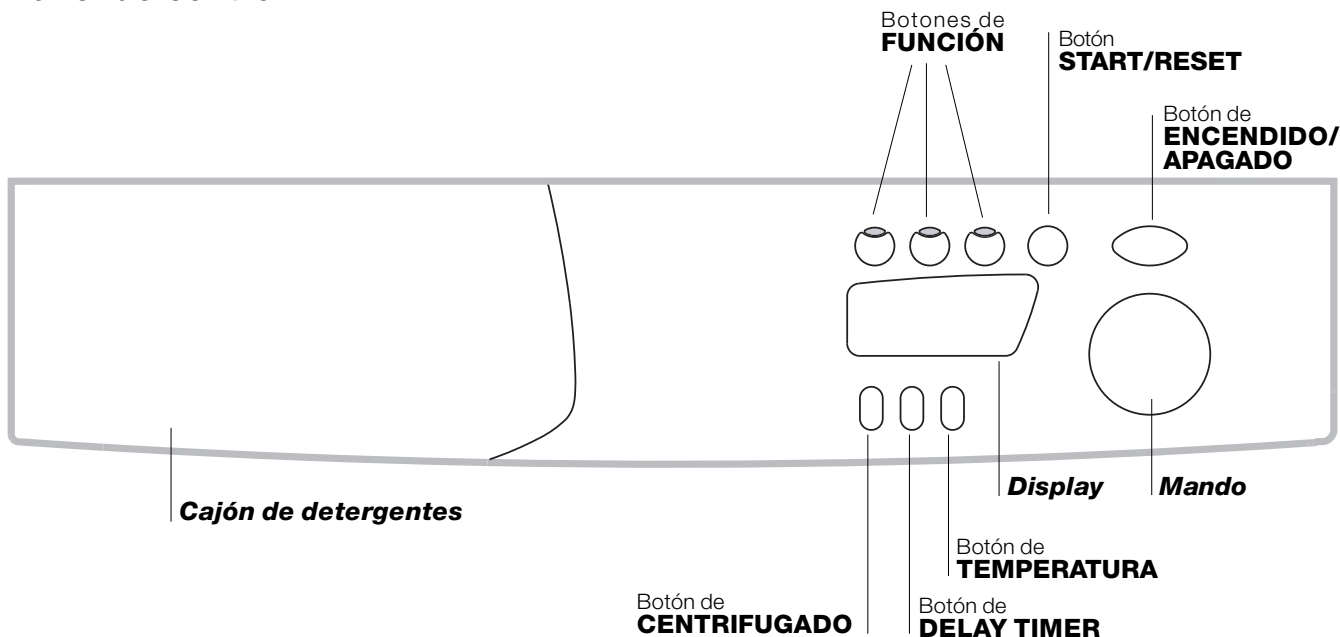 Botones de
FUNCIÓN
Botón
START/RESET
Botón de
ENCENDIDO/
APAGADO
Cajón de detergentes
Display
Mando
Botón de
TEMPERATURA
Botón de
CENTRIFUGADO
Botón de
DELAY TIMER